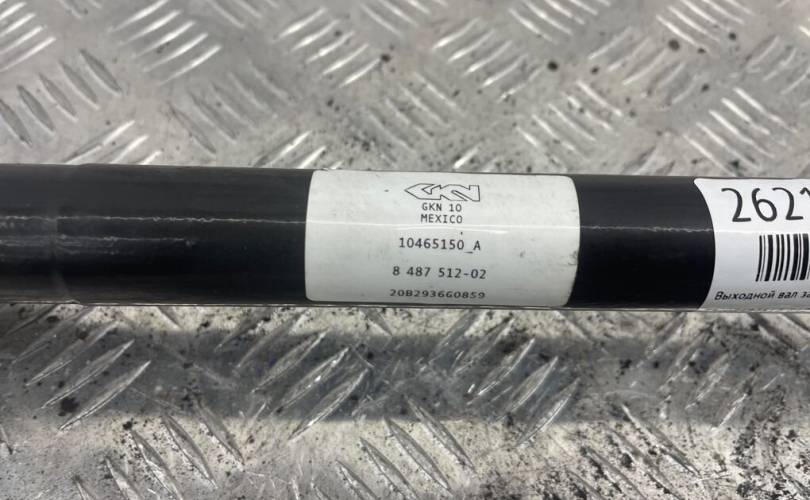 GKN
GKN 10
MEXICO
10465150_A
8 487 512-02
20B293660859
262
Выходной вал за